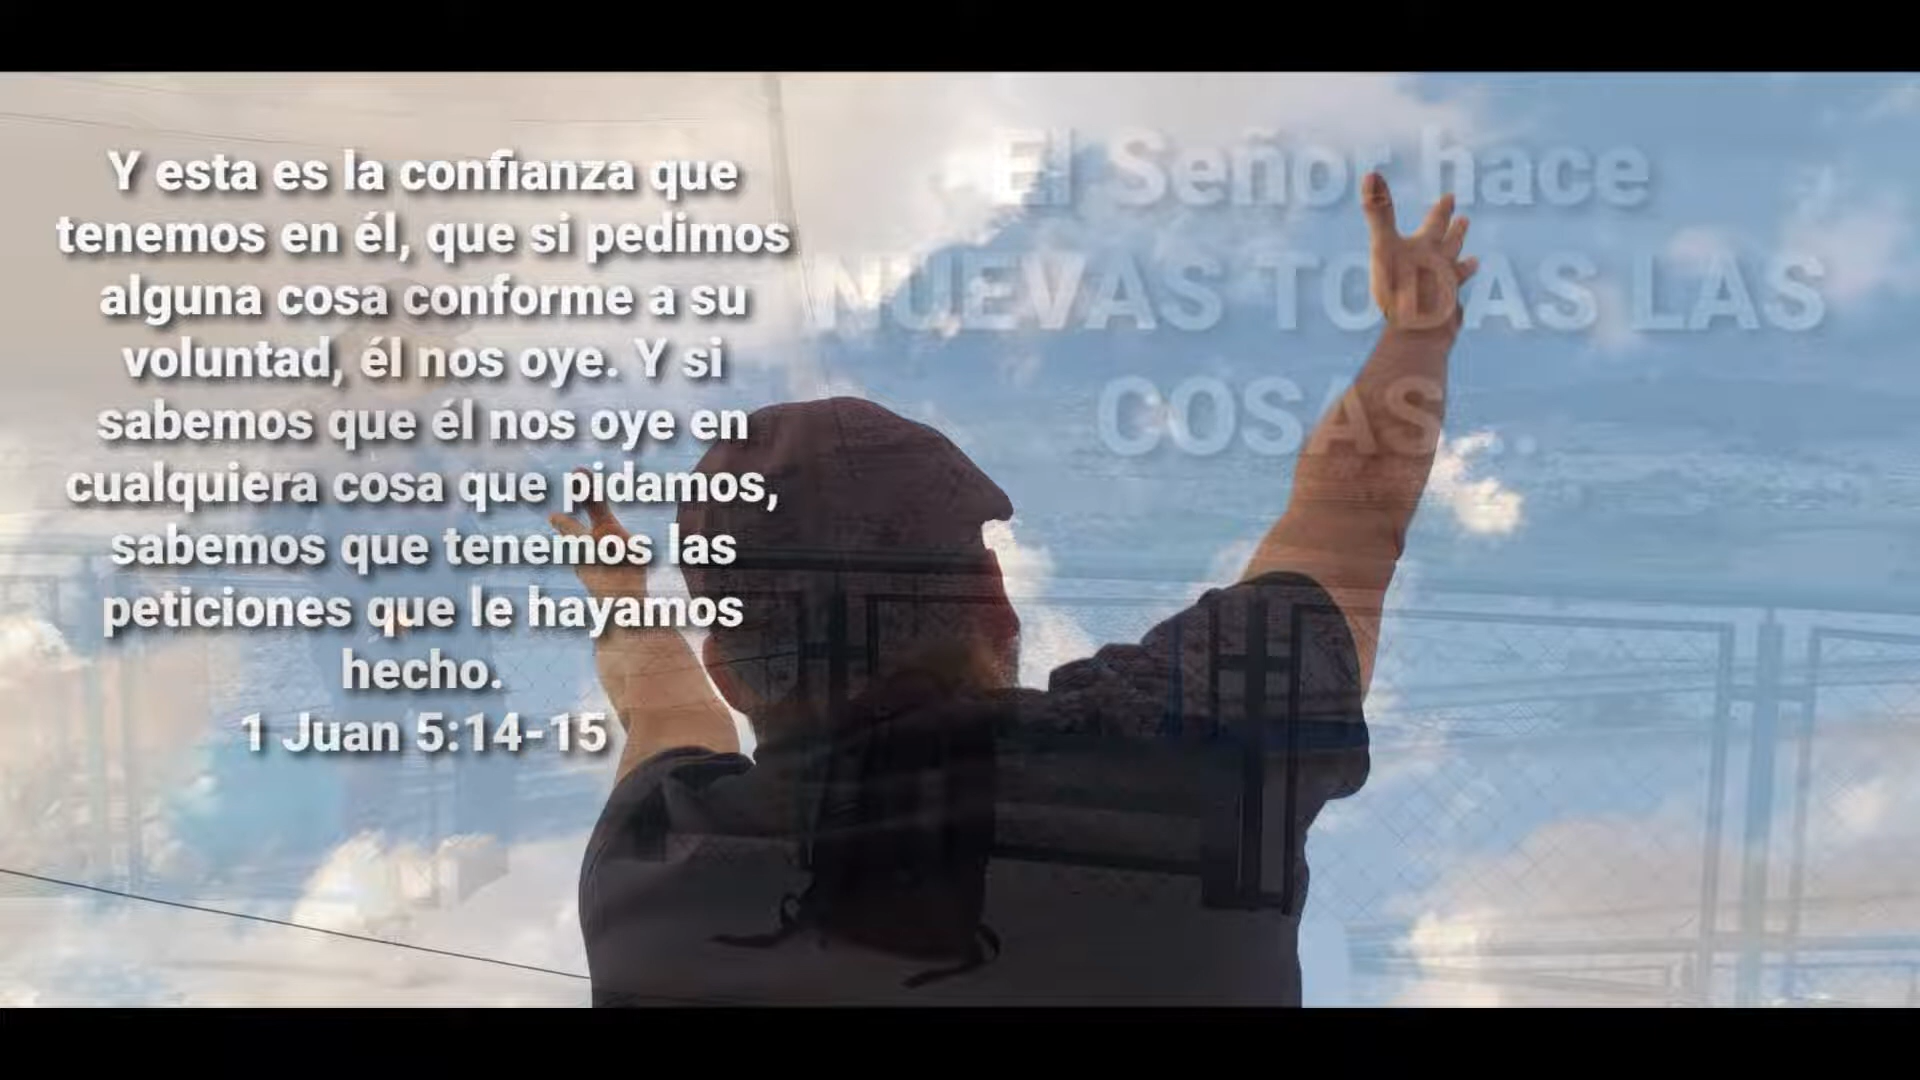 Y esta es la confianza que
tenemos en él, que si pedimos
alguna cosa conforme a su
voluntad, él nos oye. Y si
sabemos que él nos oye en
cualquiera cosa que pidamos,
sabemos que tenemos las
peticiones que le hayamos
hecho.
1 Juan 5:14-15
El Señor hace
NUEVAS TODAS LAS
COSAS...